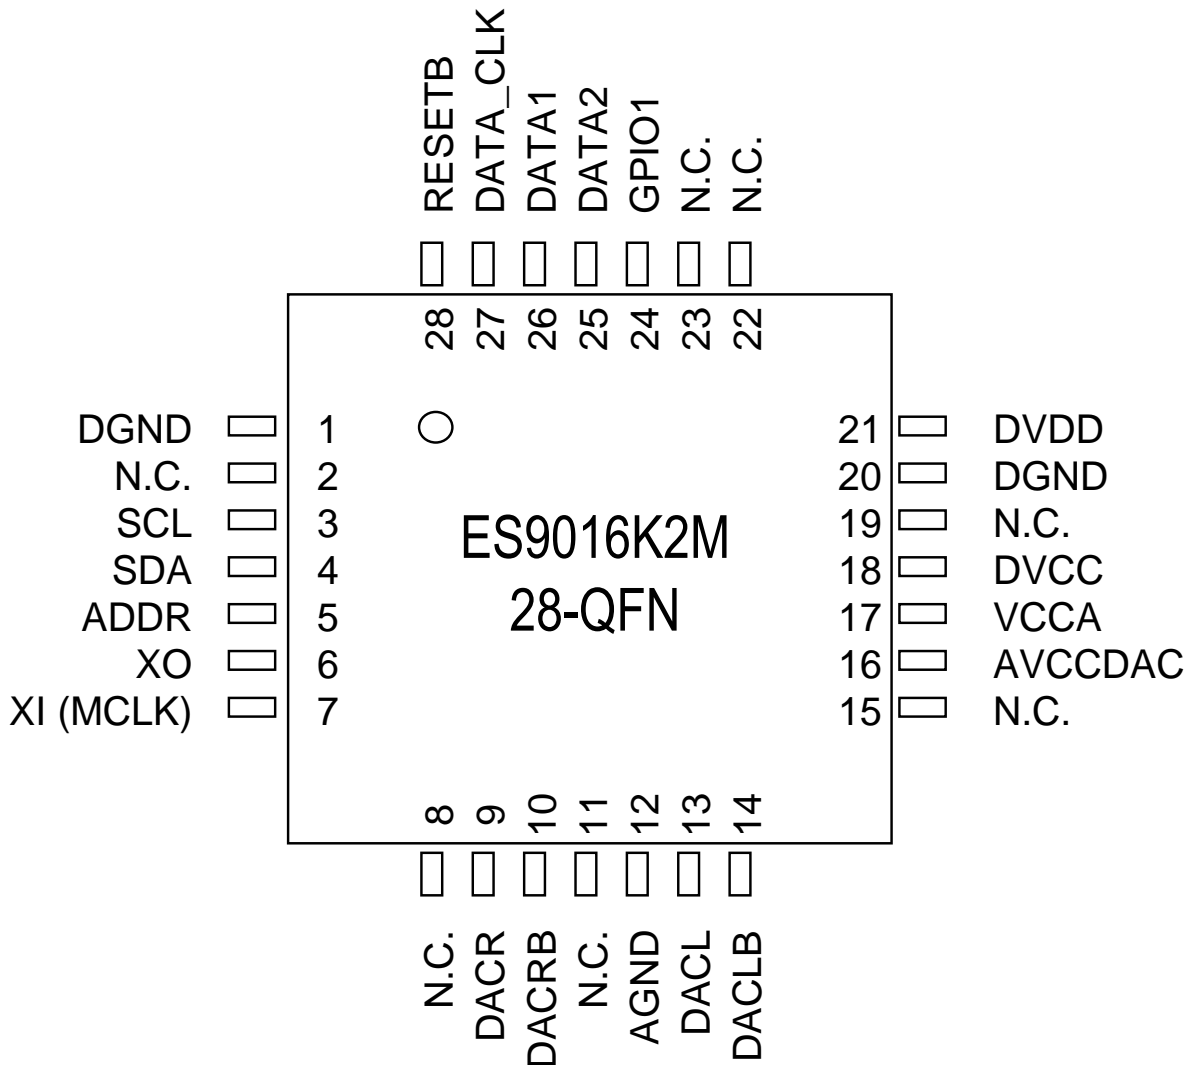 RESETB
DATA_CLK
DATA1
DATA2
GPIO1
N.C.
N.C.
28
27
26
25
24
23
22
DGND 1
N.C. 2
SCL 3
SDA 4
ADDR 5
XO 6
XI (MCLK) 7
ES9016K2M
28-QFN
21 DVDD
20 DGND
19 N.C.
18 DVCC
17 VCCA
16 AVCCDAC
15 N.C.
8
9
10
11
12
13
14
N.C.
DACR
DACRB
N.C.
AGND
DACL
DACLB